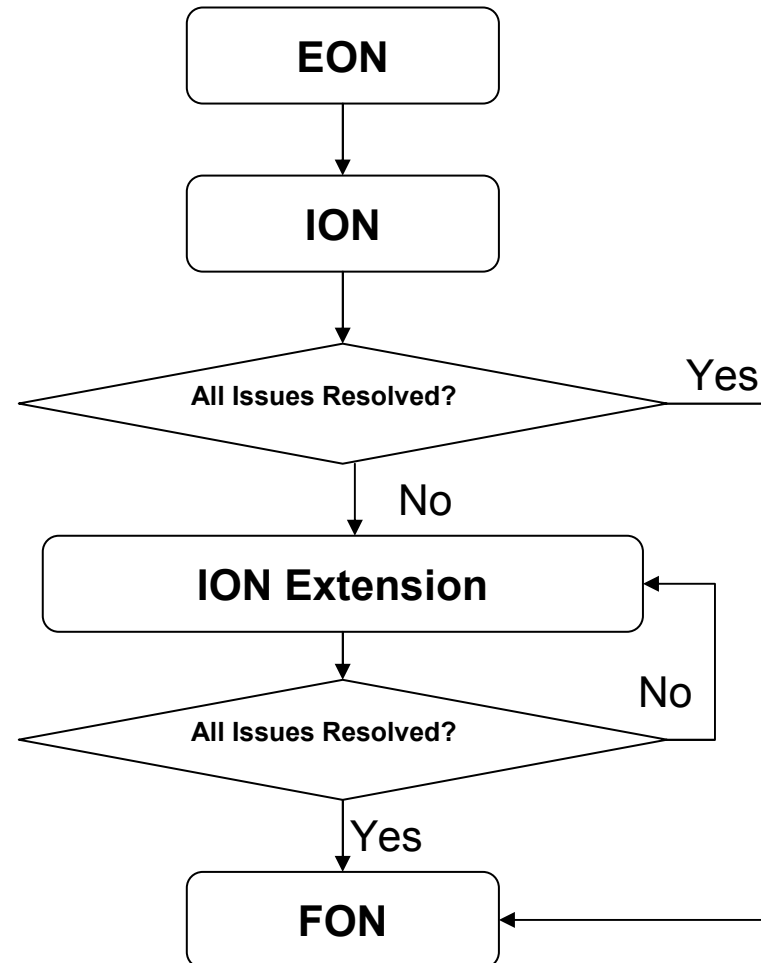 EON
ION
All Issues Resolved?
Yes
No
ION Extension
No
All Issues Resolved?
Yes
FON